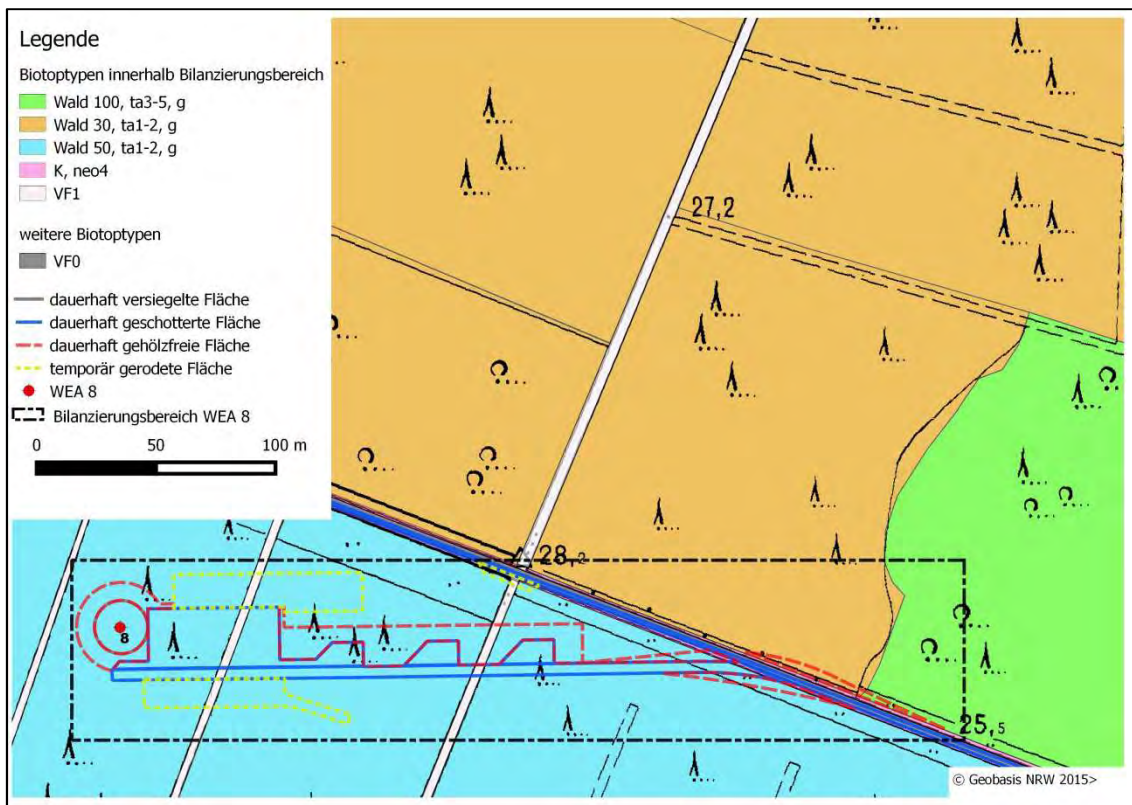 Legende
Biotoptypen innerhalb Bilanzierungsbereich
Wald 100, ta3-5, g
Wald 30, ta1-2, g
Wald 50, ta1-2, g
K, neo4
VF1
weitere Biotoptypen
VF0
dauerhaft versiegelte Fläche
dauerhaft geschotterte Fläche
dauerhaft gehölzfreie Fläche
temporär gerodete Fläche
WEA 8
Bilanzierungsbereich WEA 8
0 50 100 m
27,2
28,2
8
25,5
© Geobasis NRW 2015>